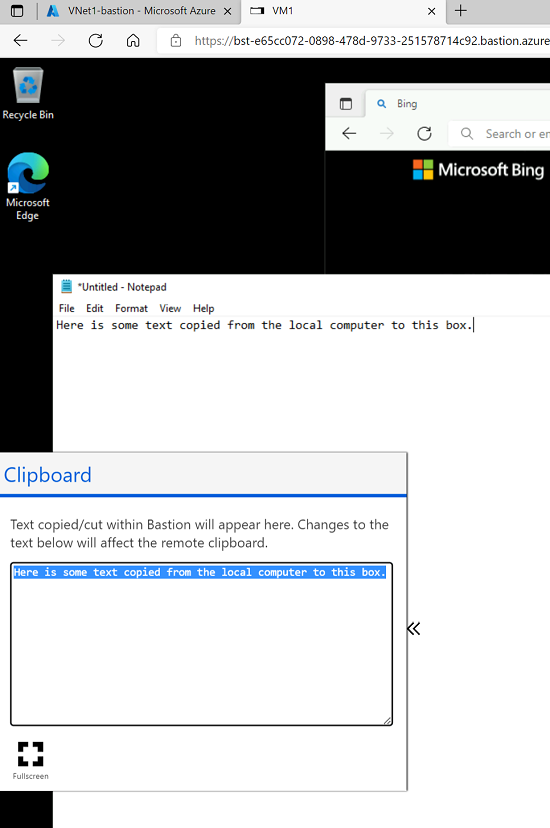 VNet1-bastion - Microsoft Azure
VM1
https://bst-e65cc072-0898-478d-9733-251578714c92.bastion.azure
Recycle Bin
Bing
Search or en
Microsoft
Edge
Microsoft Bing
*Untitled - Notepad
File Edit Format View Help
Here is some text copied from the local computer to this box.
Clipboard
Text copied/cut within Bastion will appear here. Changes to the
text below will affect the remote clipboard.
Here is some text copied from the local computer to this box.
Fullscreen